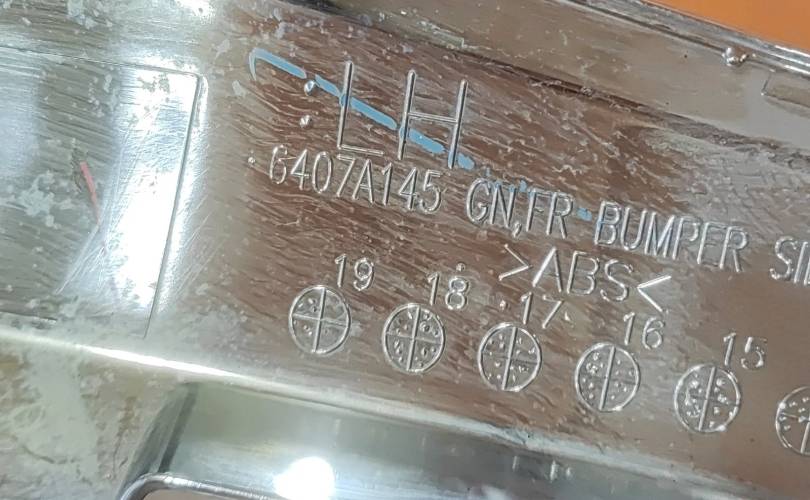 LH
6407A145 GN,FR BUMPER
>ABS<
19 18 17 16 15